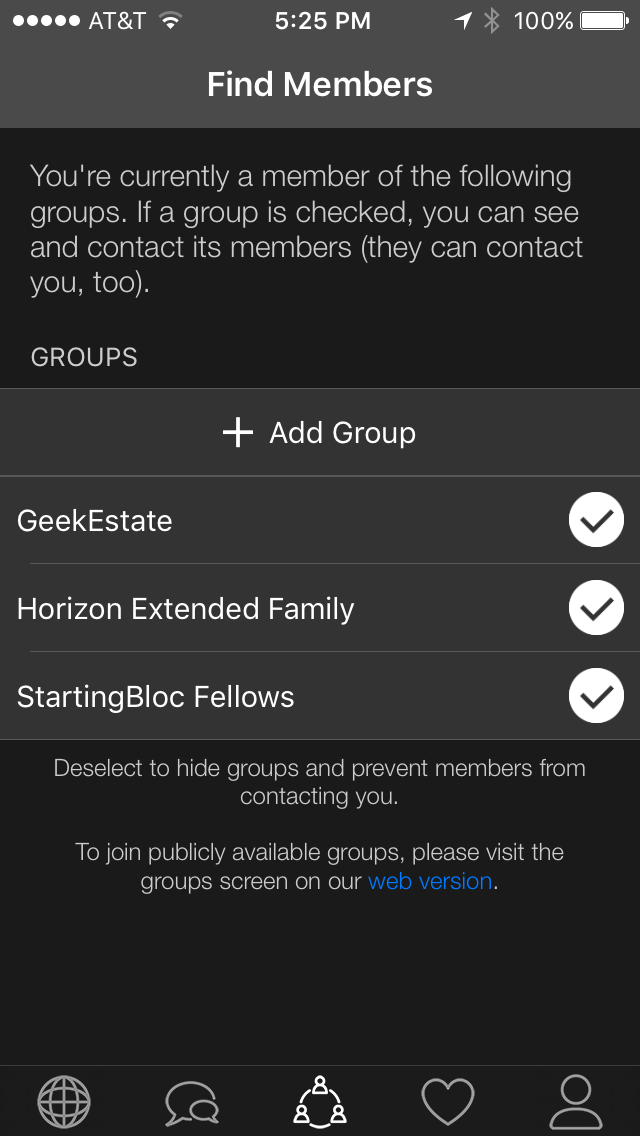 AT&T 5:25 PM 100%
Find Members
You're currently a member of the following
groups. If a group is checked, you can see
and contact its members (they can contact
you, too).
GROUPS
Add Group
GeekEstate
Horizon Extended Family
StartingBloc Fellows
Deselect to hide groups and prevent members from
contacting you.
To join publicly available groups, please visit the
groups screen on our web version.